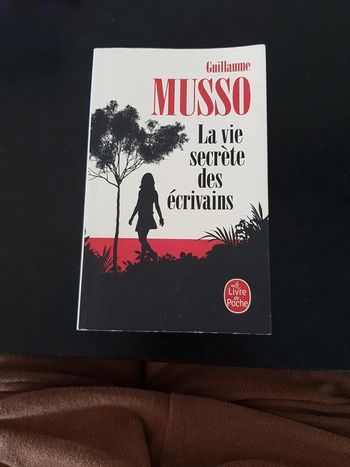 Guillaume
MUSSO
La vie
secrète
des
écrivains
Le
Livre
de
Poche